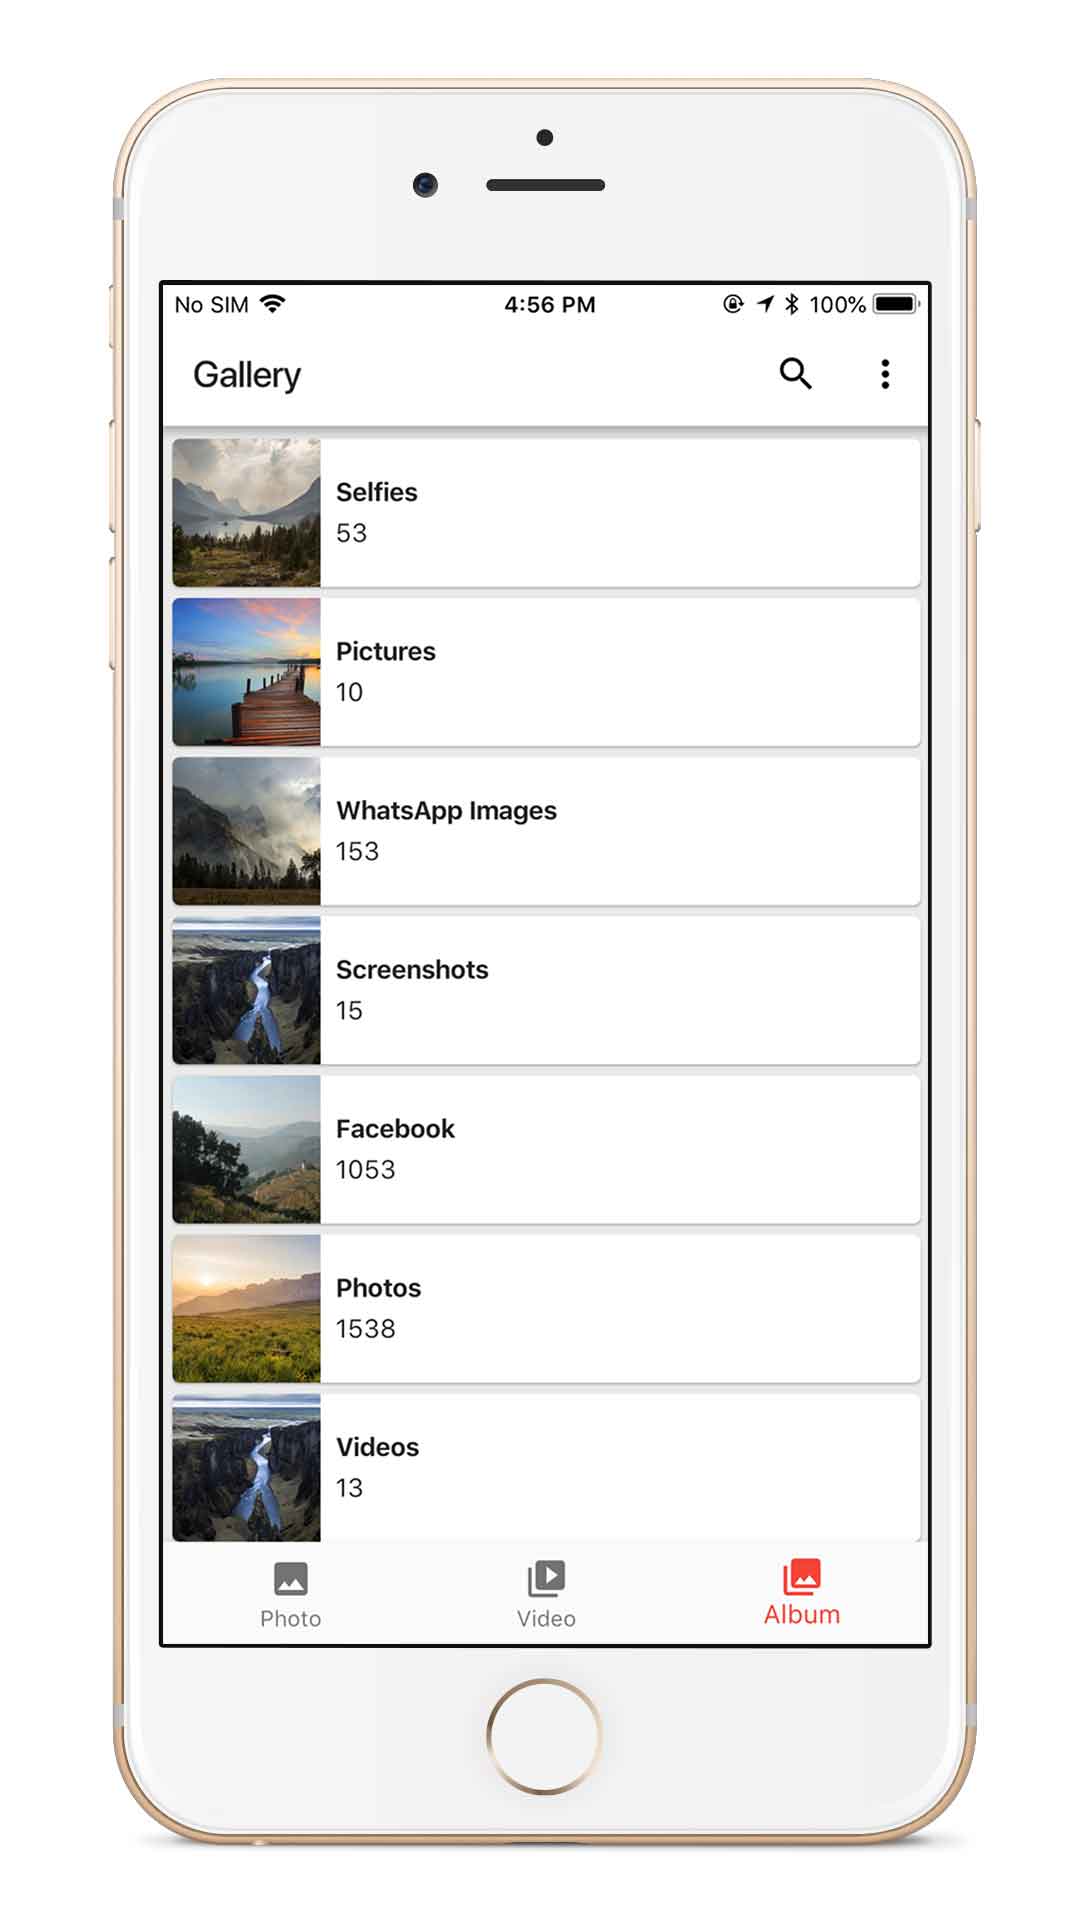 No SIM 4:56 PM 100%
Gallery
Selfies
53
Pictures
10
WhatsApp Images
153
Screenshots
15
Facebook
1053
Photos
1538
Videos
13
Photo Video Album